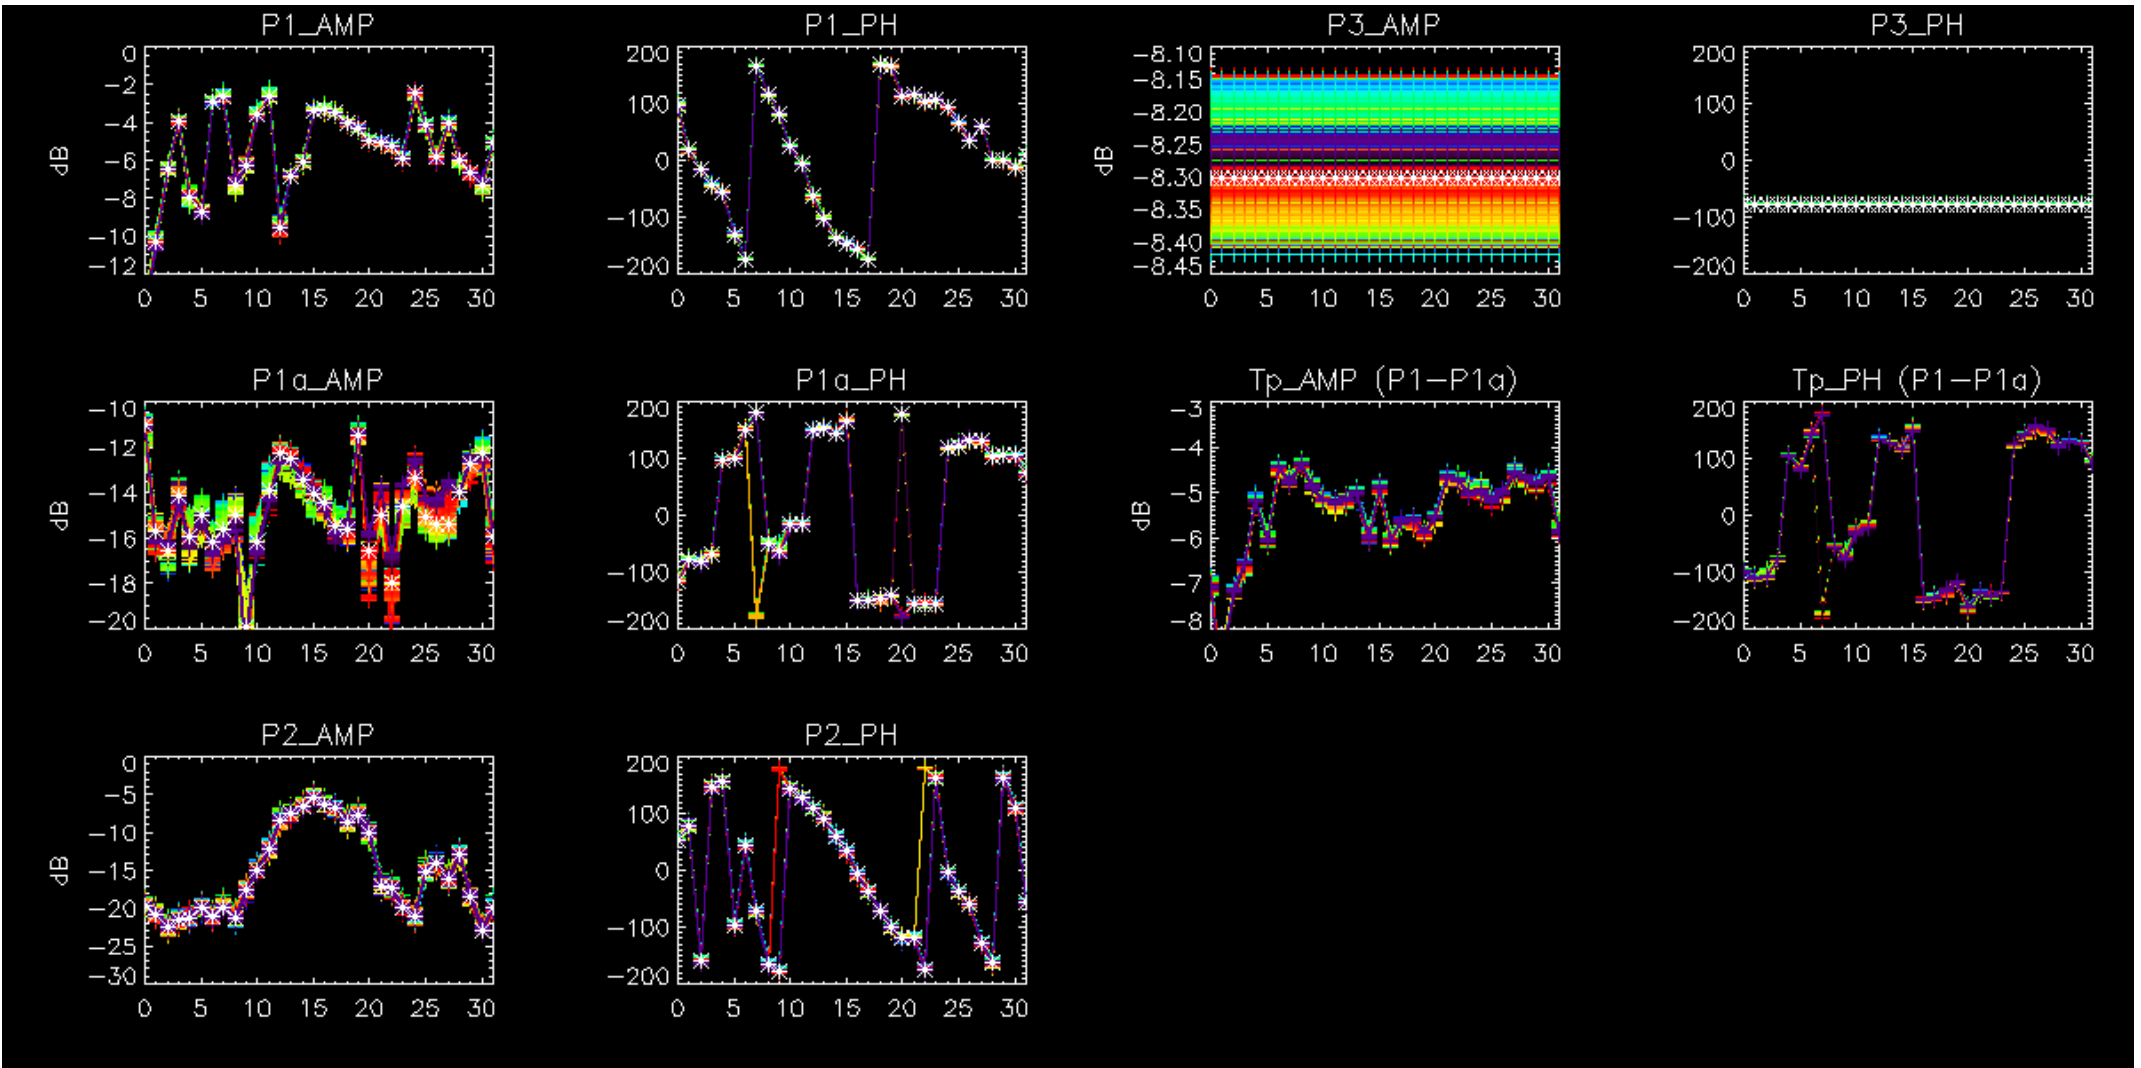 P1_AMP
P1_PH
P3_AMP
P3_PH
dB
0
−2
−4
−6
−8
−10
−12
0 5 10 15 20 25 30
200
100
0
−100
−200
0 5 10 15 20 25 30
dB
−8.10
−8.15
−8.20
−8.25
−8.30
−8.35
−8.40
−8.45
0 5 10 15 20 25 30
200
100
0
−100
−200
0 5 10 15 20 25 30
P1a_AMP
P1a_PH
Tp_AMP (P1−P1a)
Tp_PH (P1−P1a)
dB
−10
−12
−14
−16
−18
−20
0 5 10 15 20 25 30
200
100
0
−100
−200
0 5 10 15 20 25 30
dB
−3
−4
−5
−6
−7
−8
0 5 10 15 20 25 30
200
100
0
−100
−200
0 5 10 15 20 25 30
P2_AMP
P2_PH
dB
0
−5
−10
−15
−20
−25
−30
0 5 10 15 20 25 30
200
100
0
−100
−200
0 5 10 15 20 25 30